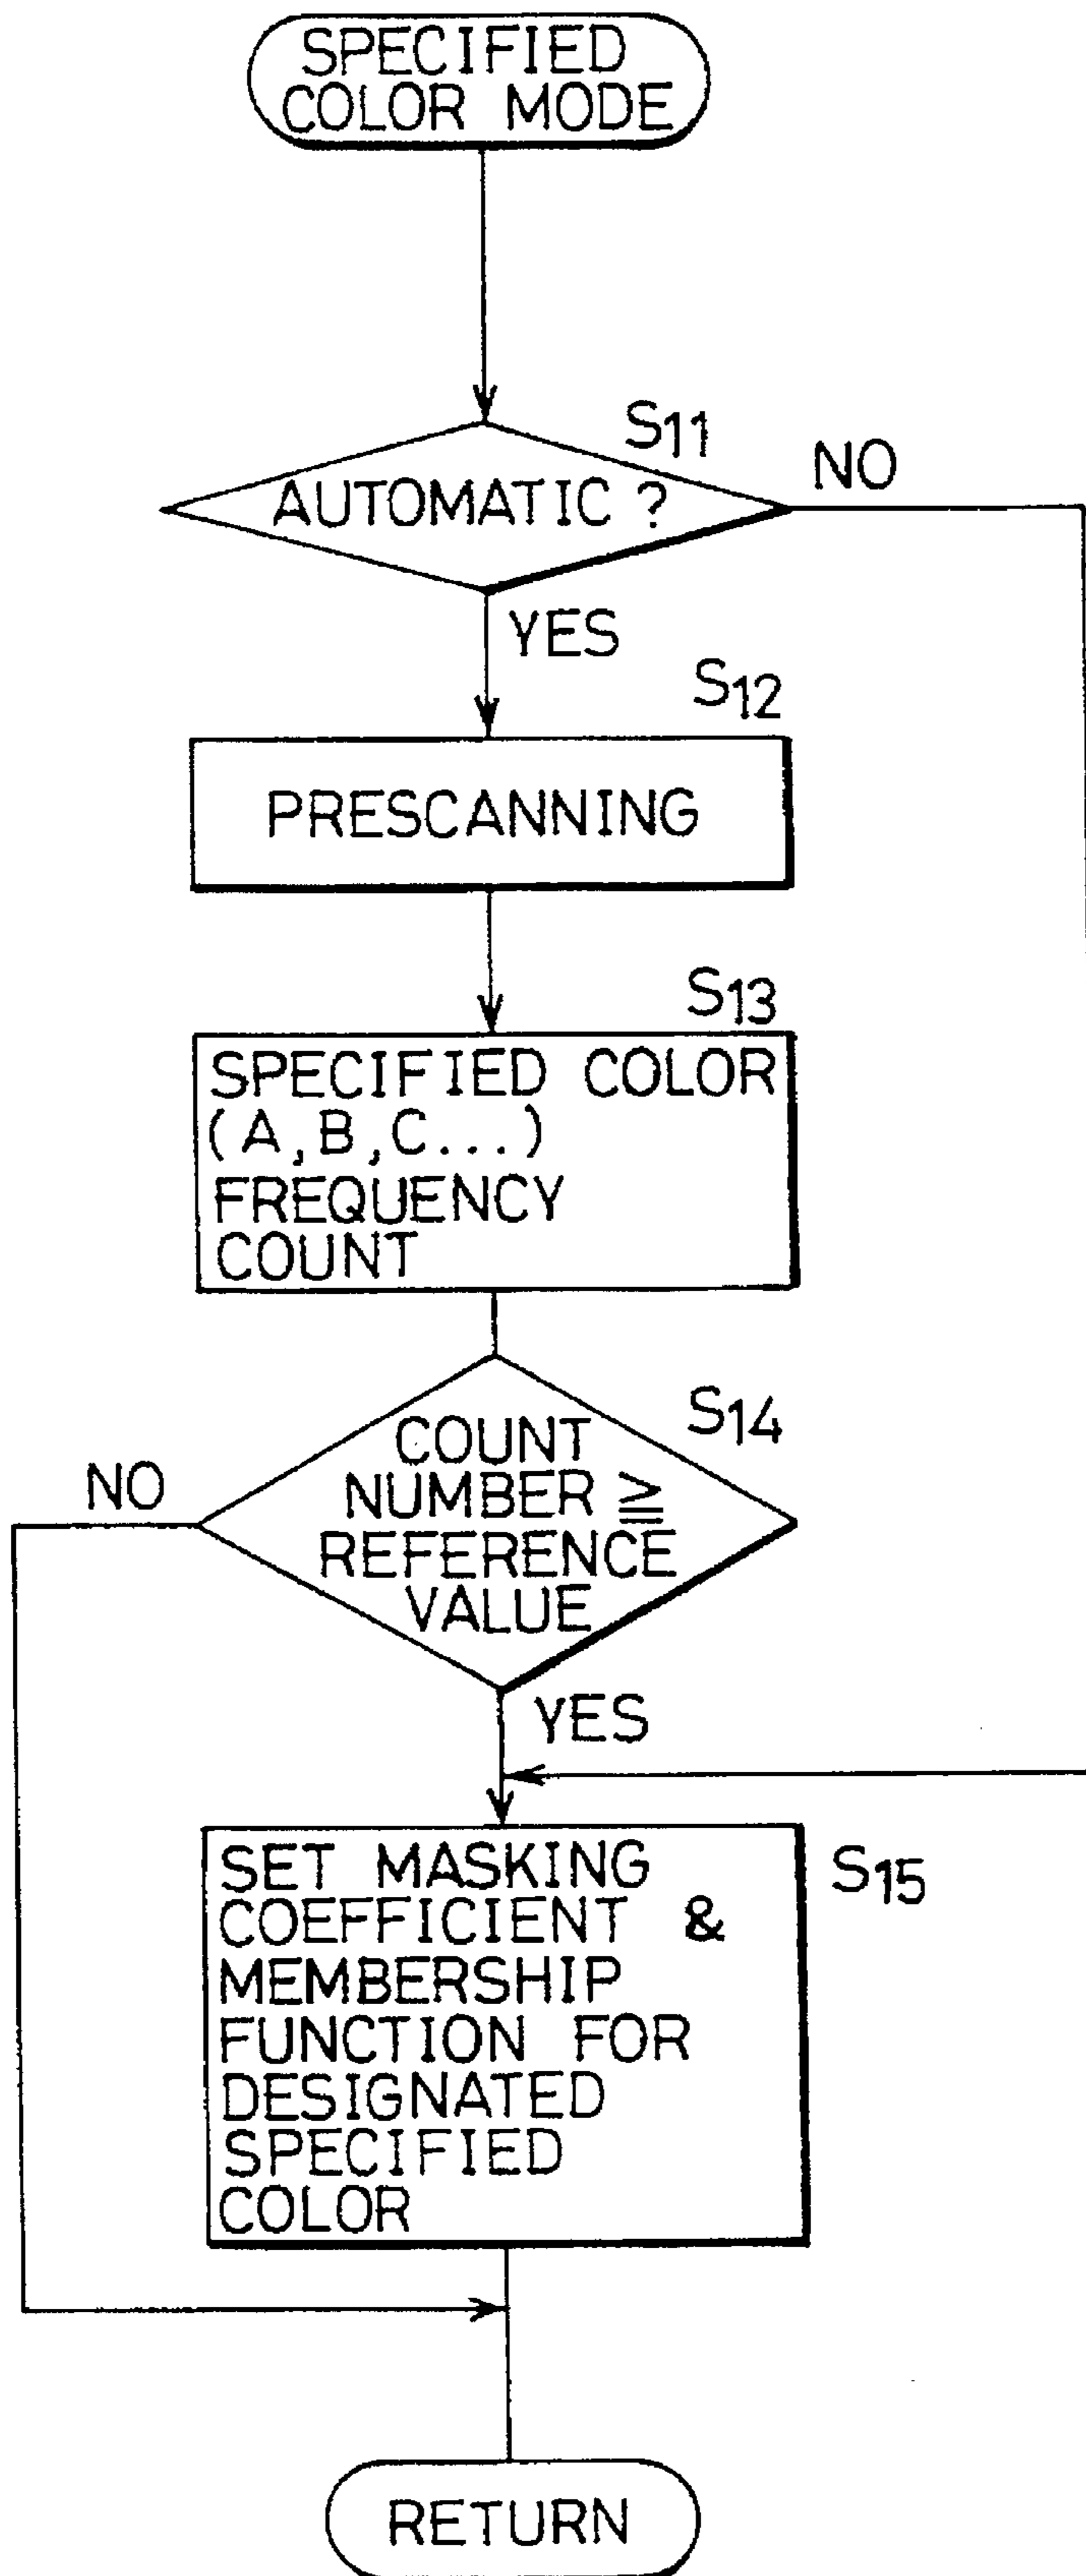 SPECIFIED
COLOR MODE
S11
AUTOMATIC ?
NO
YES
S12
PRESCANNING
S13
SPECIFIED COLOR
(A,B,C...)
FREQUENCY
COUNT
S14
COUNT
NUMBER ≧
REFERENCE
VALUE
NO
YES
S15
SET MASKING
COEFFICIENT &
MEMBERSHIP
FUNCTION FOR
DESIGNATED
SPECIFIED
COLOR
RETURN